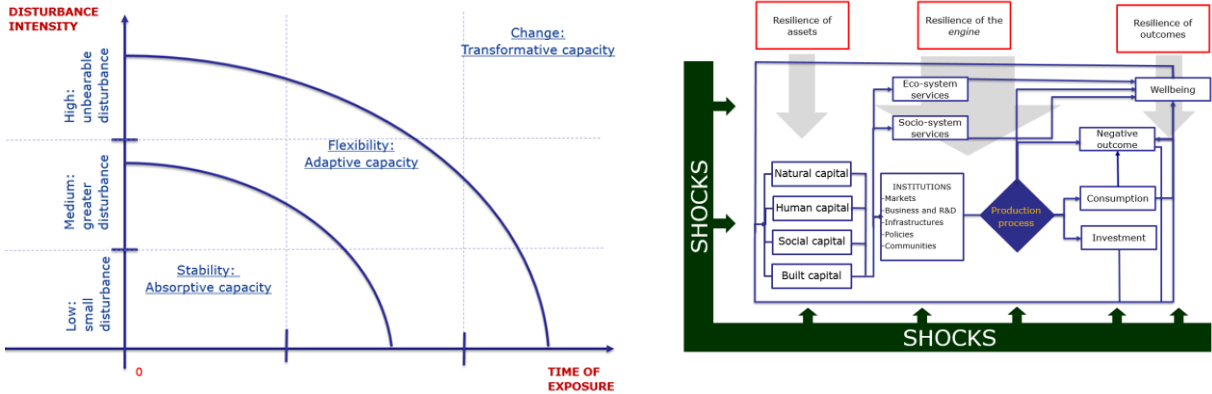 DISTURBANCE
INTENSITY
High:
unbearable
disturbance
Medium:
greater
disturbance
Low:
small
disturbance
Change:
Transformative capacity
Flexibility:
Adaptive capacity
Stability:
Absorptive capacity
0
TIME OF
EXPOSURE
Resilience of
assets
Resilience of the
engine
Resilience of
outcomes
SHOCKS
Eco-system
services
Socio-system
services
Wellbeing
Negative
outcome
Natural capital
Human capital
Social capital
Built capital
INSTITUTIONS
-Markets
-Business and R&D
-Infrastructures
-Policies
-Communities
Production
process
Consumption
Investment
SHOCKS